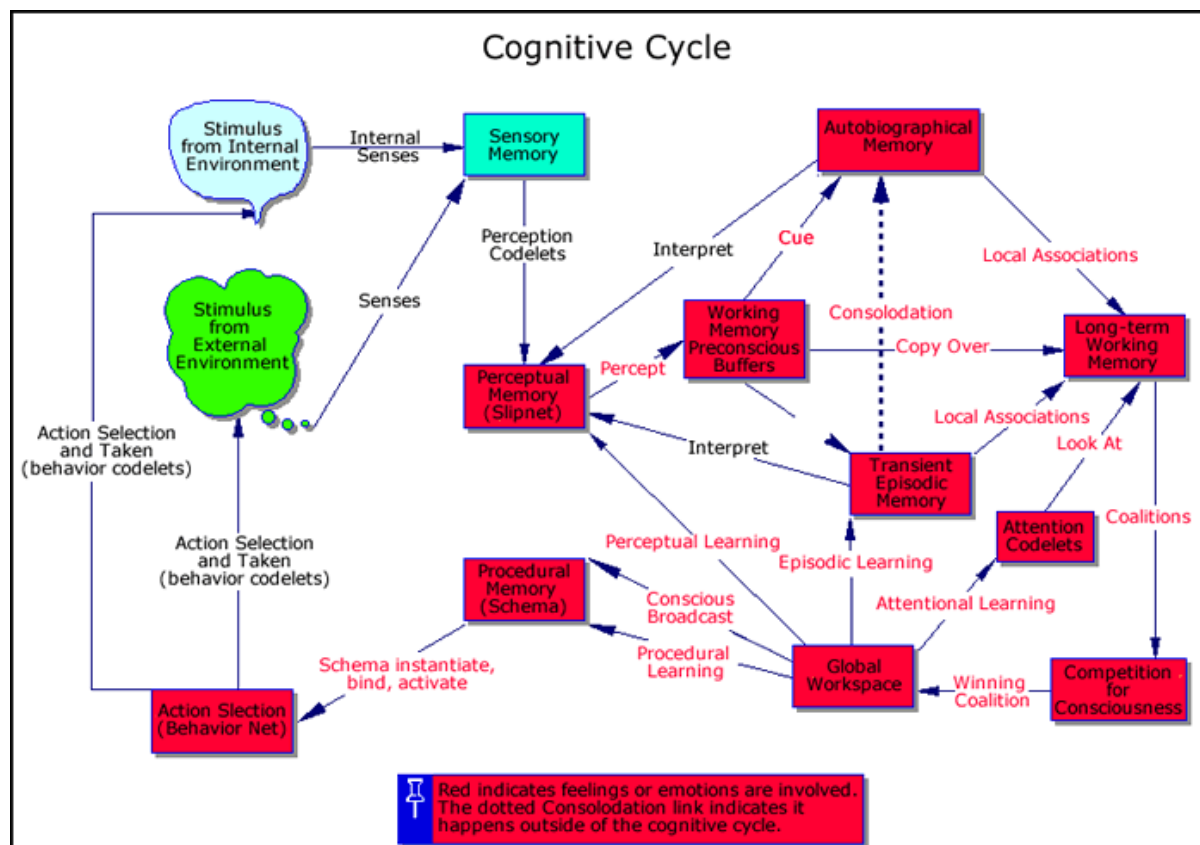 Cognitive Cycle
Stimulus
from Internal
Environment
Internal
Senses
Sensory
Memory
Autobiographical
Memory
Perception
Codelets
Interpret
Cue
Local Associations
Senses
Stimulus
from
External
Environment
Working
Memory
Preconscious
Buffers
Consolodation
Copy Over
Long-term
Working
Memory
Percept
Perceptual
Memory
(Slipnet)
Local Associations
Look At
Interpret
Transient
Episodic
Memory
Action Selection
and Taken
(behavior codelets)
Action Selection
and Taken
(behavior codelets)
Perceptual Learning
Episodic Learning
Attention
Codelets
Coalitions
Procedural
Memory
(Schema)
Conscious
Broadcast
Attentional Learning
Procedural
Learning
Schema instantiate,
bind, activate
Global
Workspace
Winning
Coalition
Competition
for
Consciousness
Action Slection
(Behavior Net)
Red indicates feelings or emotions are involved.
The dotted Consolodation link indicates it
happens outside of the cognitive cycle.